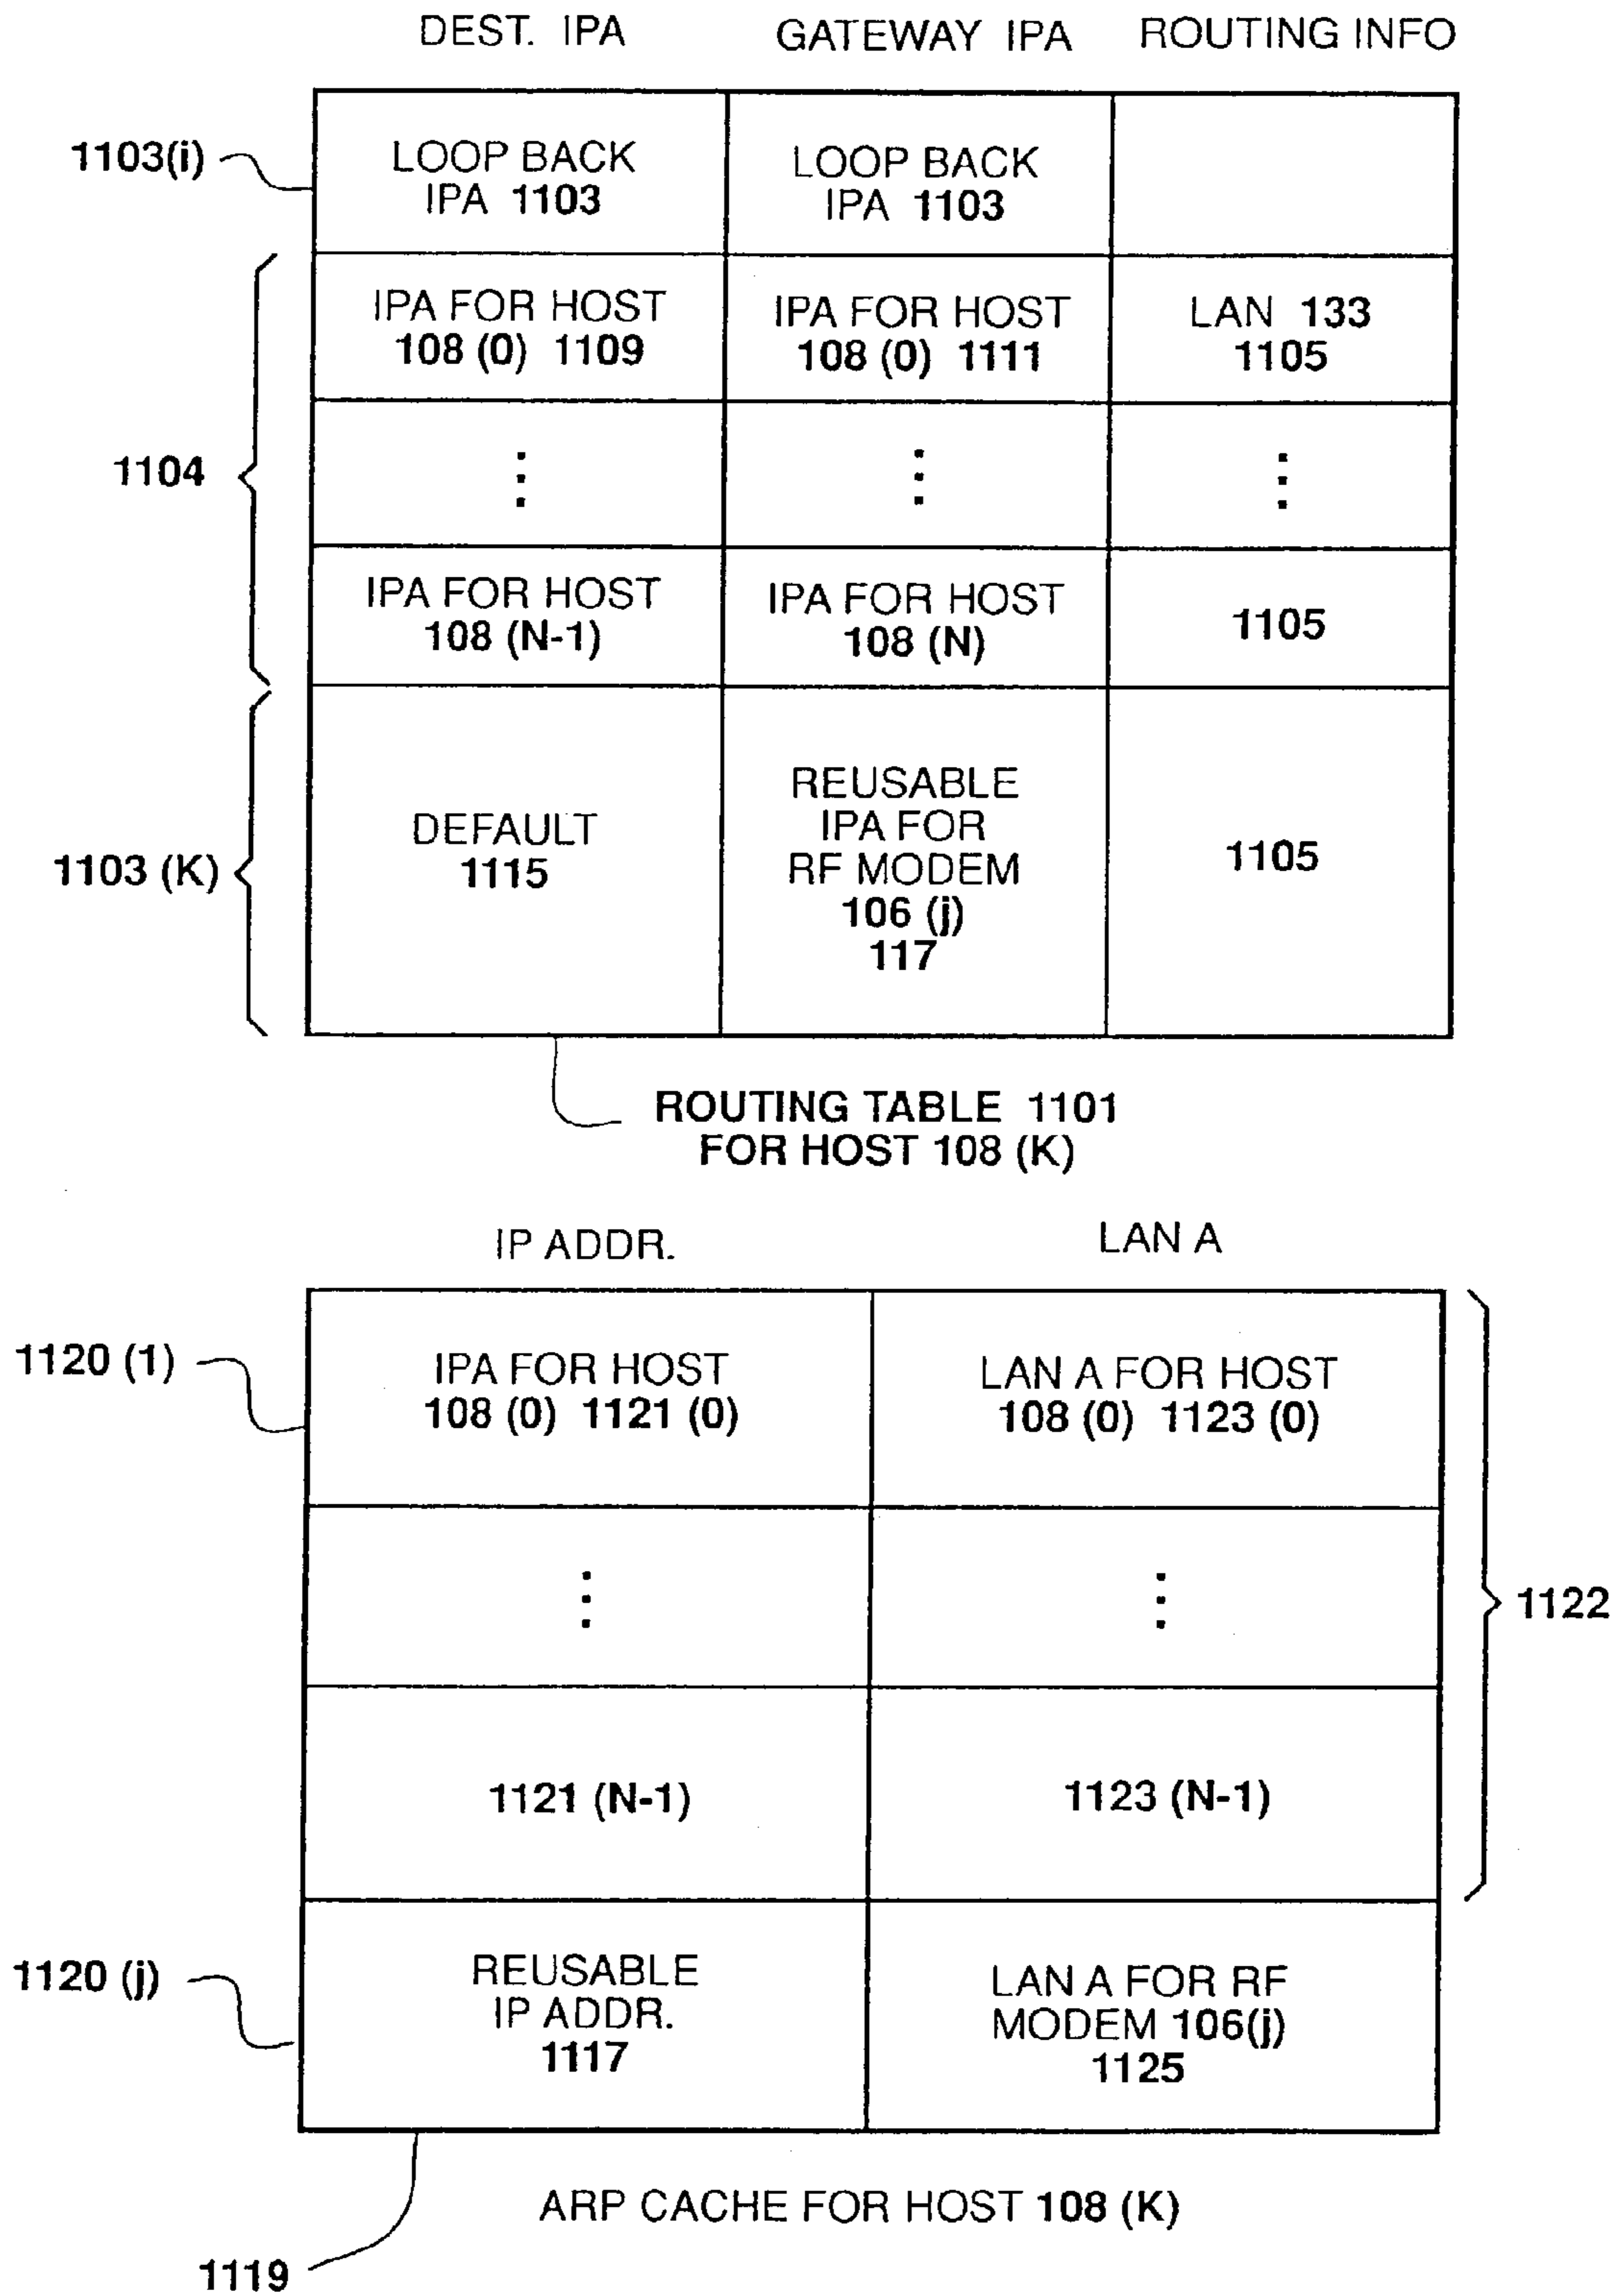 DEST. IPA
GATEWAY IPA
ROUTING INFO
1103(i)
LOOP BACK
IPA 1103
LOOP BACK
IPA 1103
1104
IPA FOR HOST
108 (0) 1109
IPA FOR HOST
108 (0) 1111
LAN 133
1105
IPA FOR HOST
108 (N-1)
IPA FOR HOST
108 (N)
1105
1103 (K)
DEFAULT
1115
REUSABLE
IPA FOR
RF MODEM
106 (j)
117
1105
ROUTING TABLE 1101
FOR HOST 108 (K)
IP ADDR.
LAN A
1120 (1)
IPA FOR HOST
108 (0) 1121 (0)
LAN A FOR HOST
108 (0) 1123 (0)
1122
1121 (N-1)
1123 (N-1)
1120 (j)
REUSABLE
IP ADDR.
1117
LAN A FOR RF
MODEM 106(j)
1125
ARP CACHE FOR HOST 108 (K)
1119